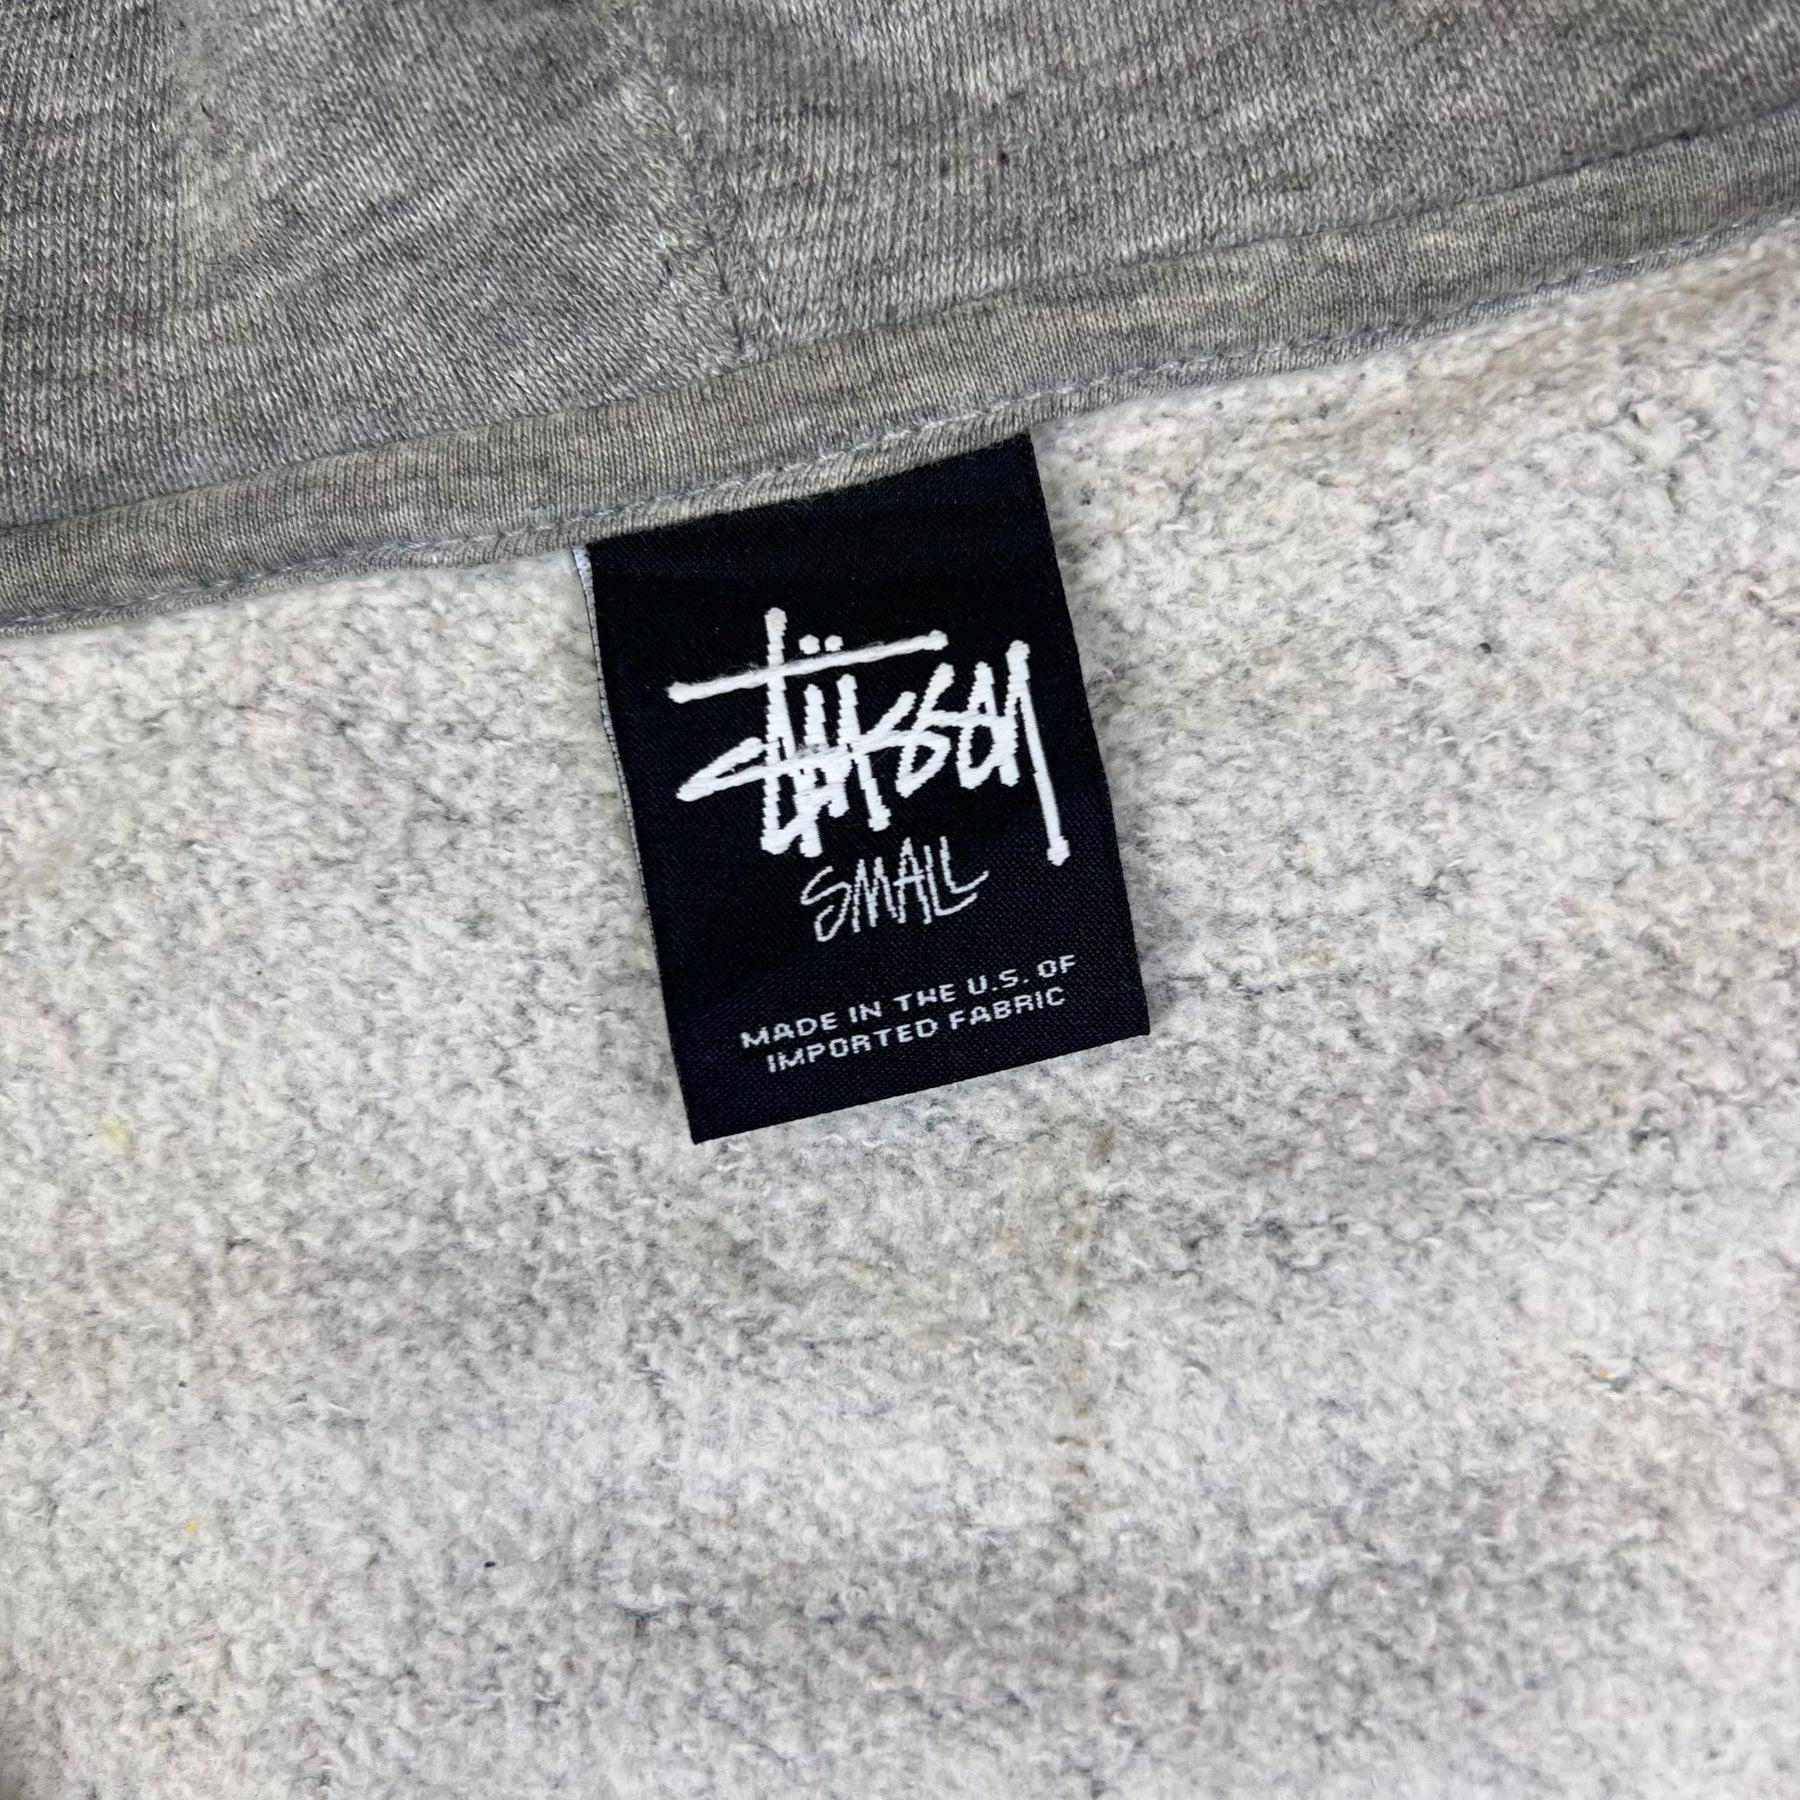 Stüssy
SMALL
MADE IN THE U.S. OF
IMPORTED FABRIC